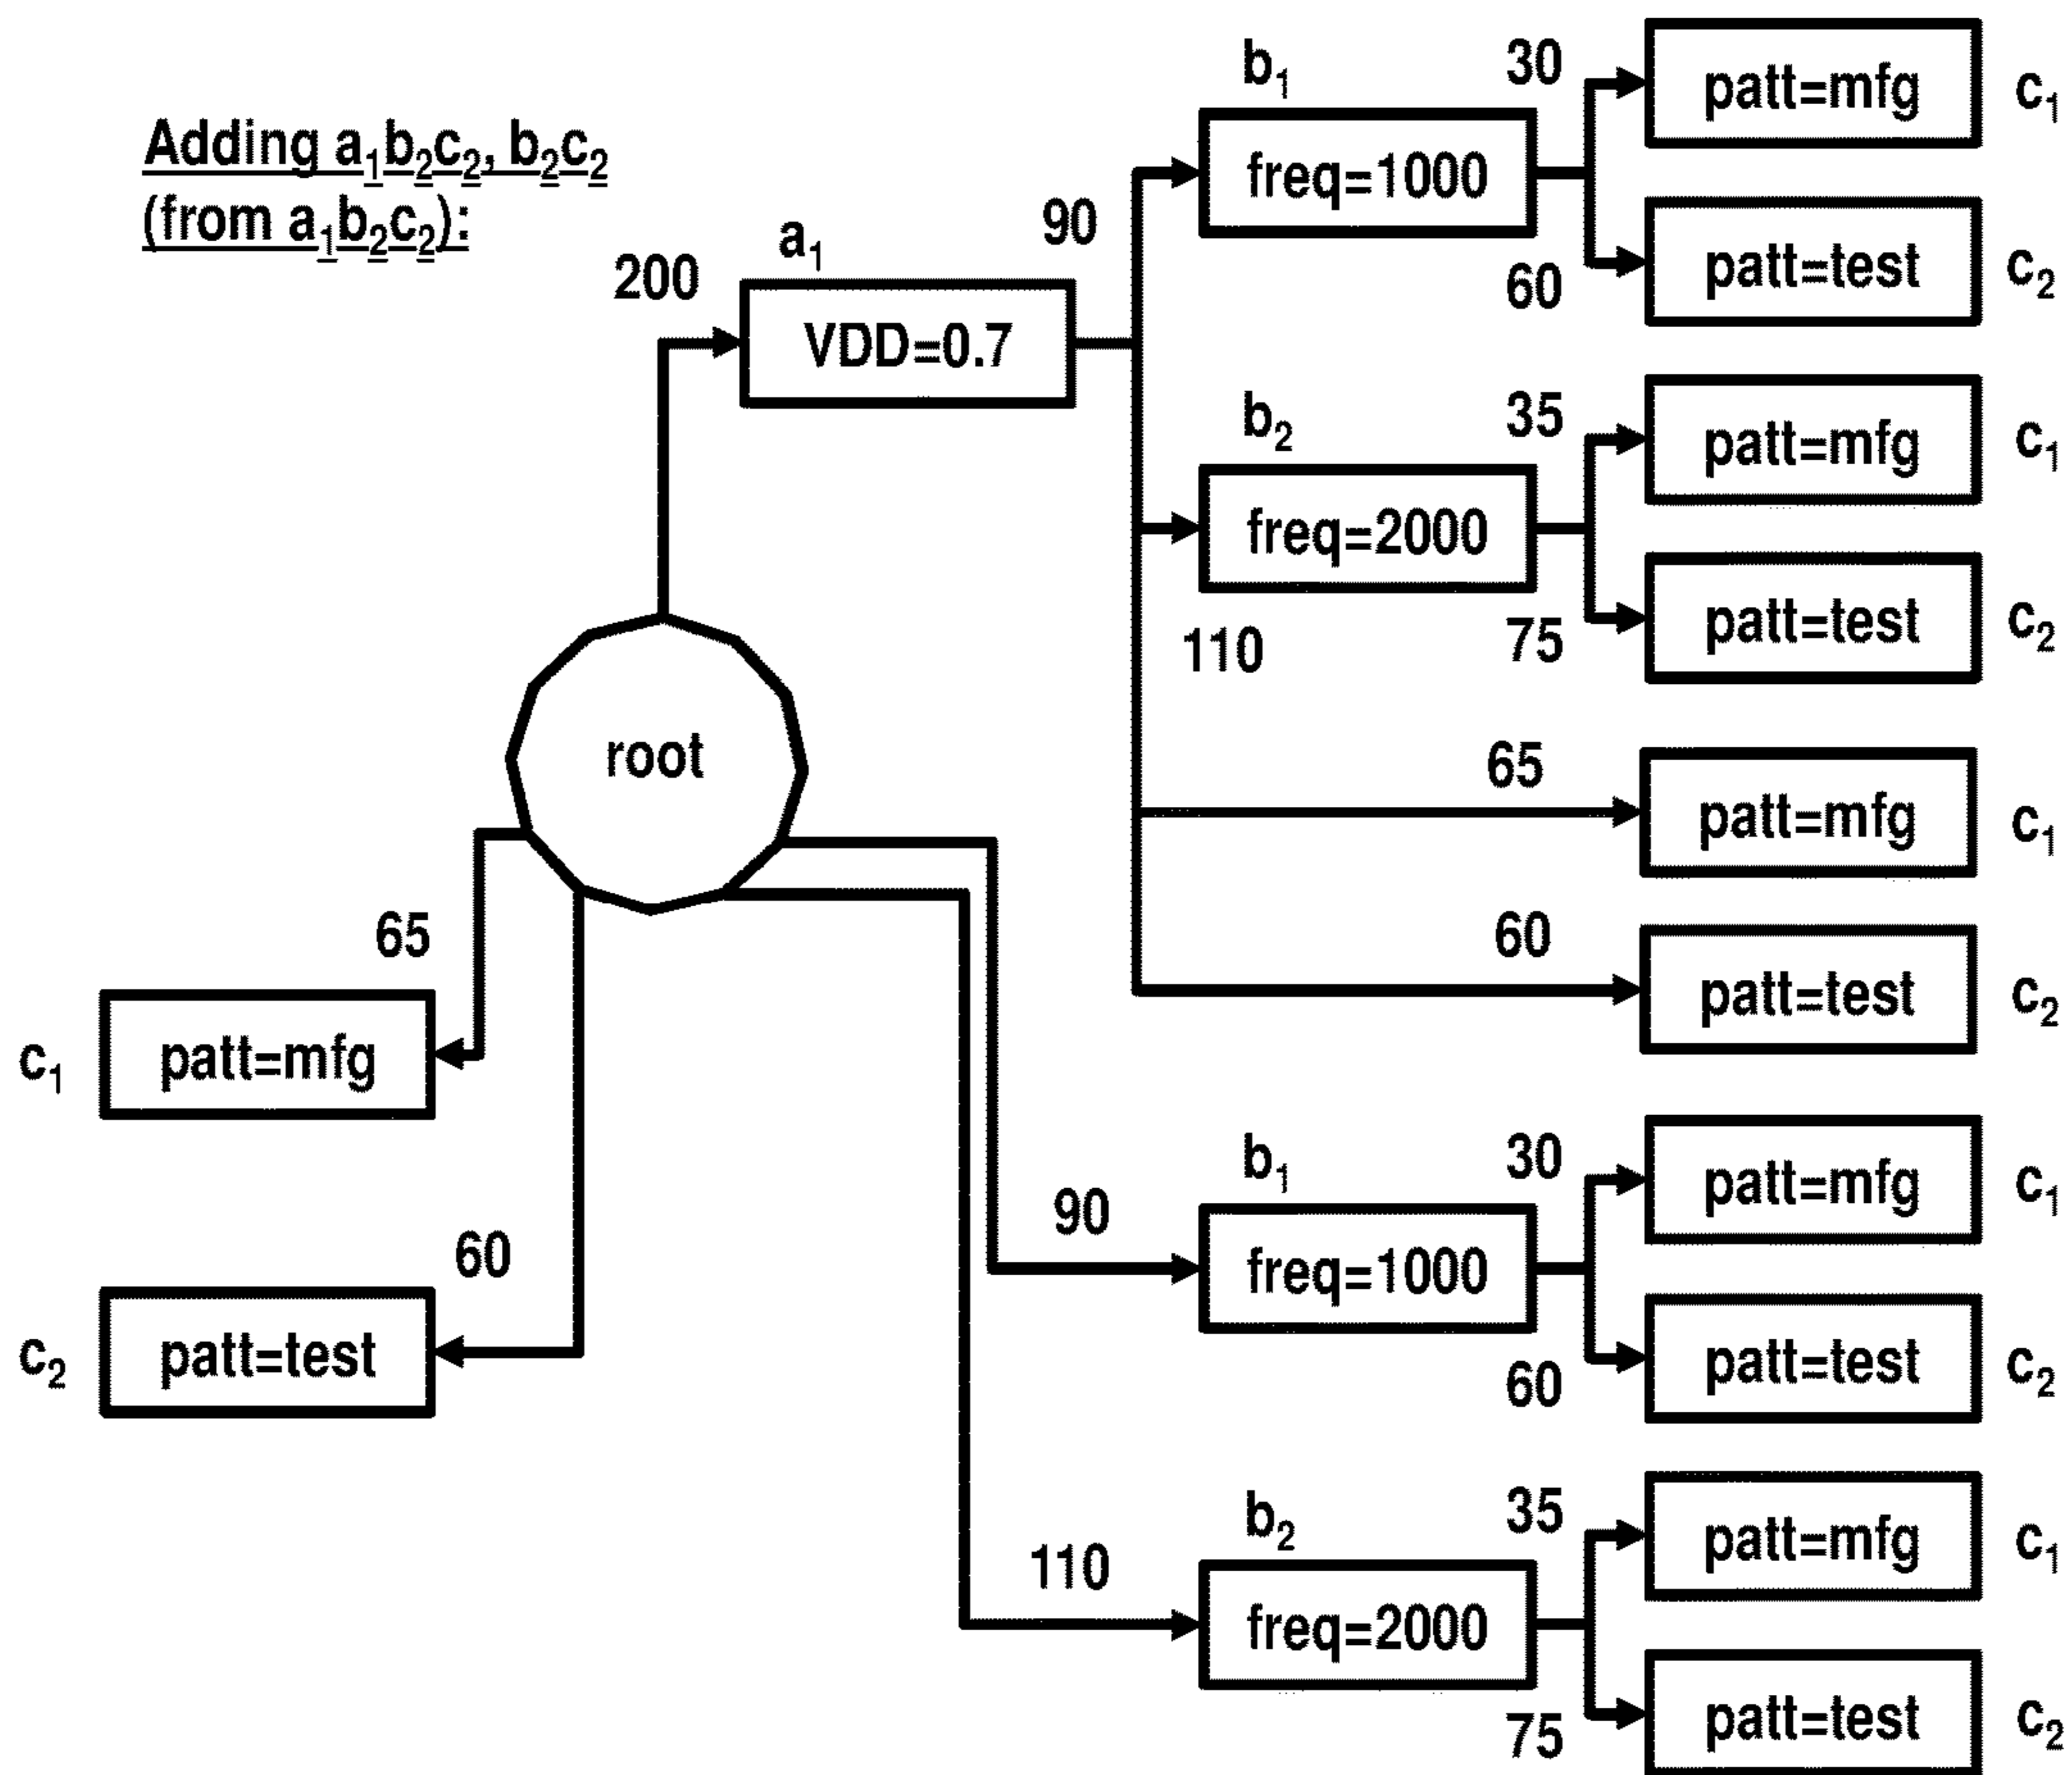 Adding a₁b₂c₂, b₂c₂
(from a₁b₂c₂):
200
a₁
VDD=0.7
90
b₁
freq=1000
30
patt=mfg
c₁
60
patt=test
c₂
b₂
freq=2000
110
35
patt=mfg
c₁
75
patt=test
c₂
65
patt=mfg
c₁
60
patt=test
c₂
root
65
c₁
patt=mfg
60
c₂
patt=test
90
b₁
freq=1000
30
patt=mfg
c₁
60
patt=test
c₂
110
b₂
freq=2000
35
patt=mfg
c₁
75
patt=test
c₂